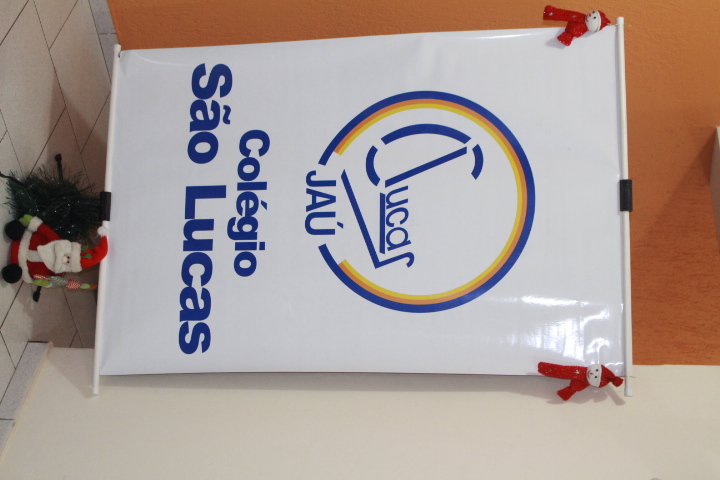 Lucas
JAÚ
Colégio
São Lucas